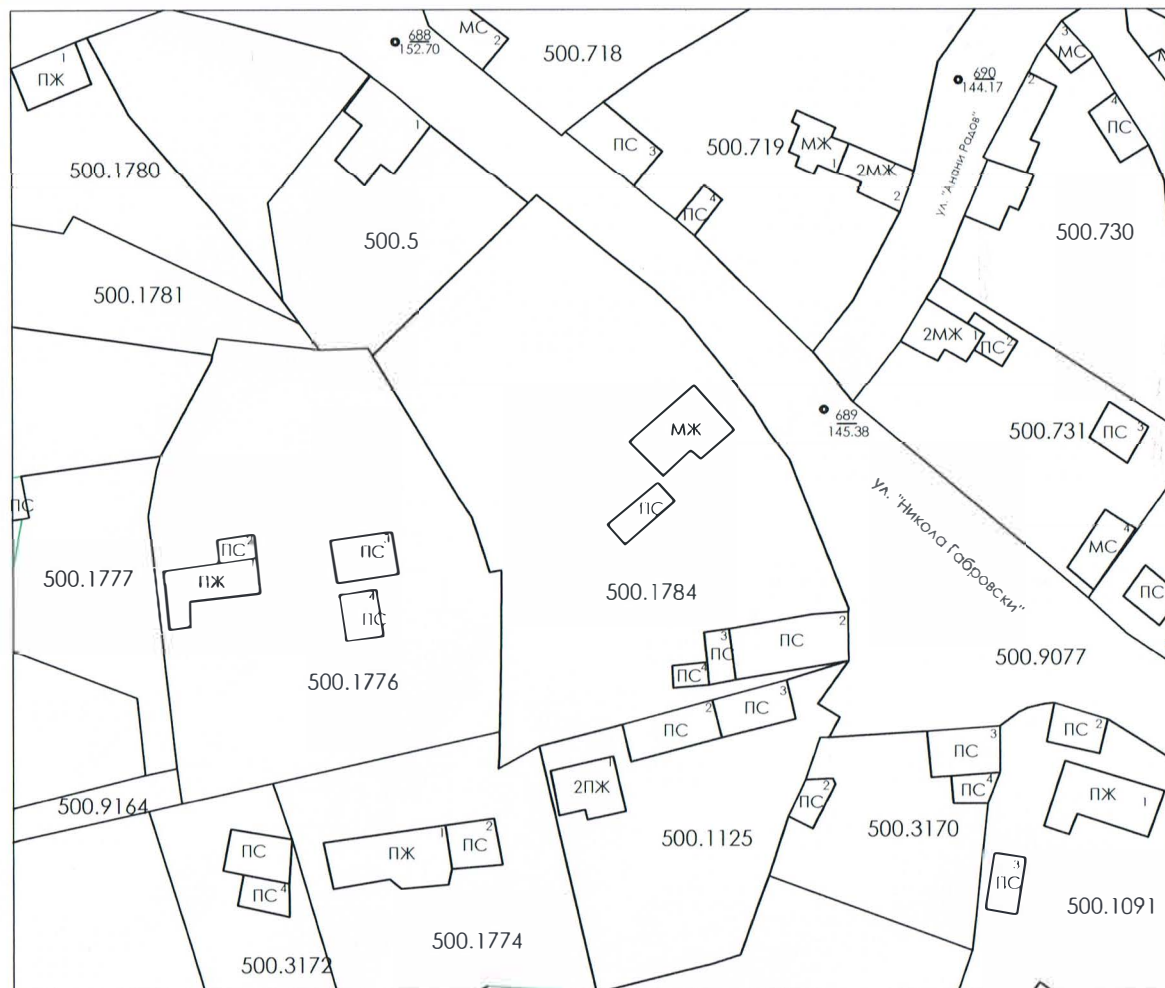 688
152.70
МС 2
500.718
3
МС
690
144.17
2
1
ПЖ
4
ПС
1
ПС 3
500.719
МЖ 1
2МЖ 2
ул. "Анани Радов"
500.1780
ПС 4
500.730
500.5
500.1781
2МЖ 1
ПС 2
689
145.38
500.731
ПС 3
МЖ
ул. "Никола Габровски"
ПС
ПС
4
МС
ПС
ПС 2
1
ПЖ
ПС
500.1777
500.1784
4
ПС
2
ПС
3
ПС
ПС 4
500.9077
500.1776
2
ПС
3
ПС
ПС 2
3
ПС
1
2ПЖ
ПС 4
ПЖ 1
500.9164
ПС 2
500.3170
500.1125
ПС
1
ПЖ
2
ПС
3
ПС
ПС 4
500.1091
500.1774
500.3172